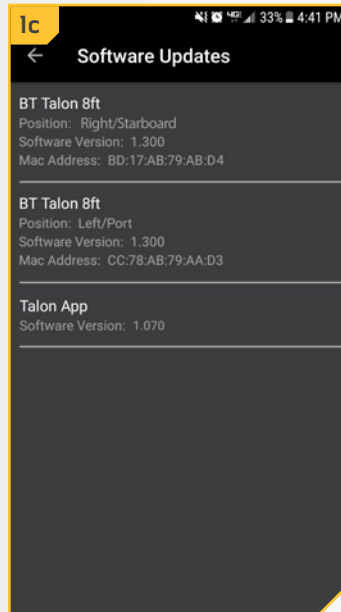 1c
4G 33% 4:41 PM
Software Updates
BT Talon 8ft
Position: Right/Starboard
Software Version: 1.300
Mac Address: BD:17:AB:79:AB:D4
BT Talon 8ft
Position: Left/Port
Software Version: 1.300
Mac Address: CC:78:AB:79:AA:D3
Talon App
Software Version: 1.070